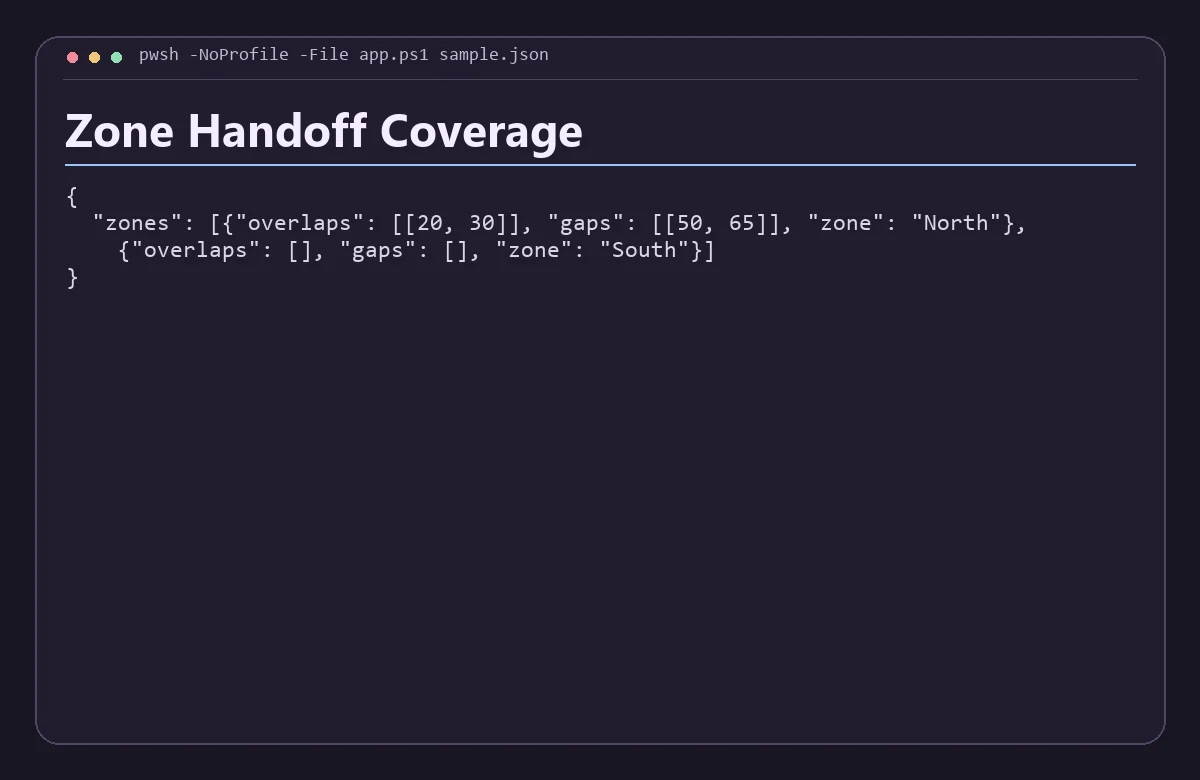 pwsh -NoProfile -File app.ps1 sample.json
Zone Handoff Coverage
{
  "zones": [{"overlaps": [[20, 30]], "gaps": [[50, 65]], "zone": "North"},
    {"overlaps": [], "gaps": [], "zone": "South"}]
}